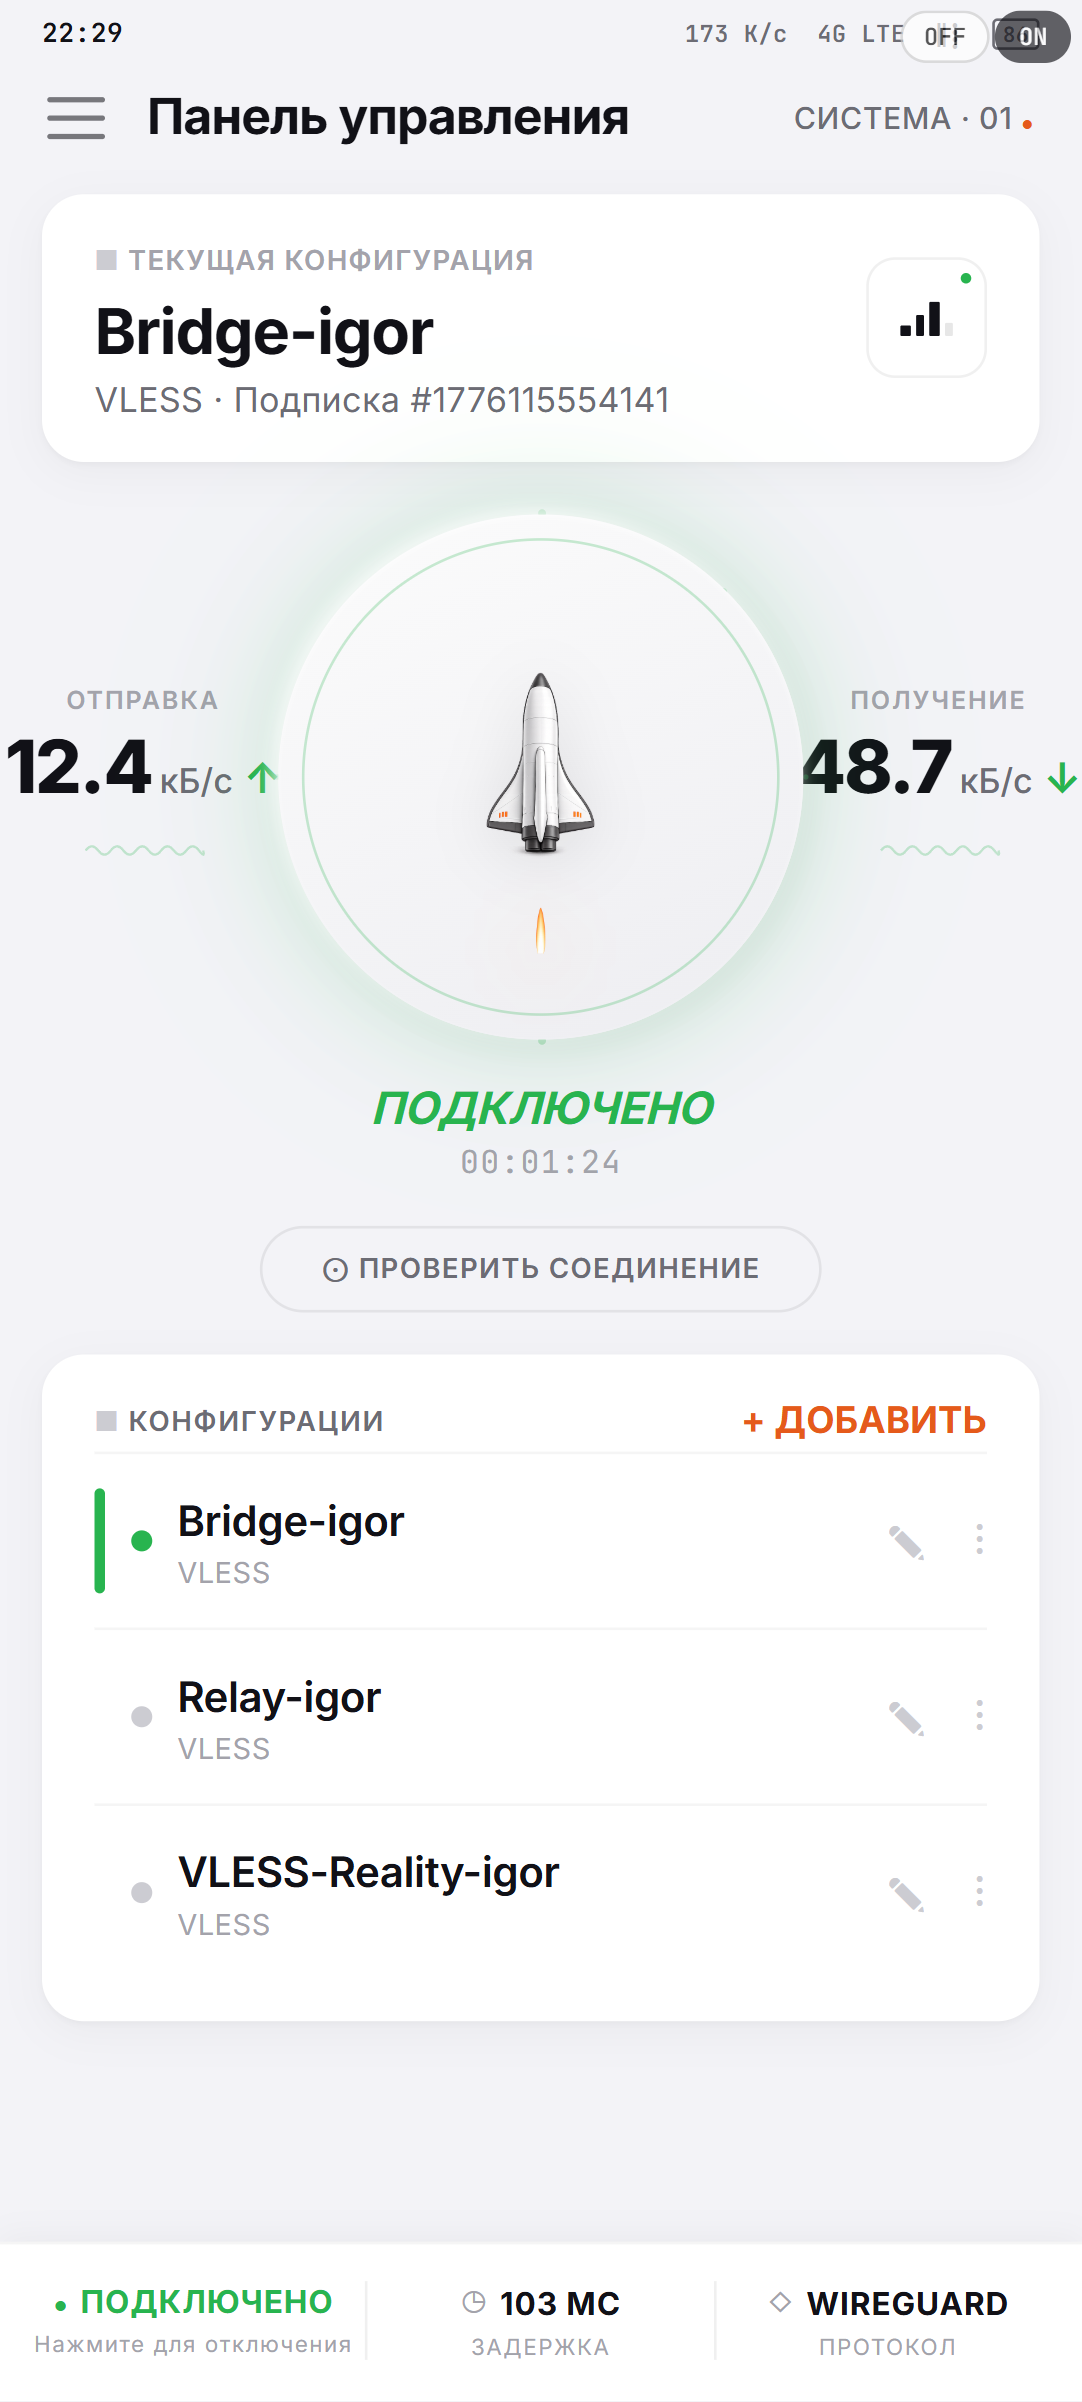 22:29
173 K/c 4G LTE OFF ON
Панель управления
СИСТЕМА · 01
ТЕКУЩАЯ КОНФИГУРАЦИЯ
Bridge-igor
VLESS · Подписка #1776115554141
ОТПРАВКА
12.4 кБ/с ↑
ПОЛУЧЕНИЕ
48.7 кБ/с ↓
ПОДКЛЮЧЕНО
00:01:24
ПРОВЕРИТЬ СОЕДИНЕНИЕ
КОНФИГУРАЦИИ
+ ДОБАВИТЬ
Bridge-igor
VLESS
Relay-igor
VLESS
VLESS-Reality-igor
VLESS
ПОДКЛЮЧЕНО
Нажмите для отключения
103 МС
ЗАДЕРЖКА
WIREGUARD
ПРОТОКОЛ